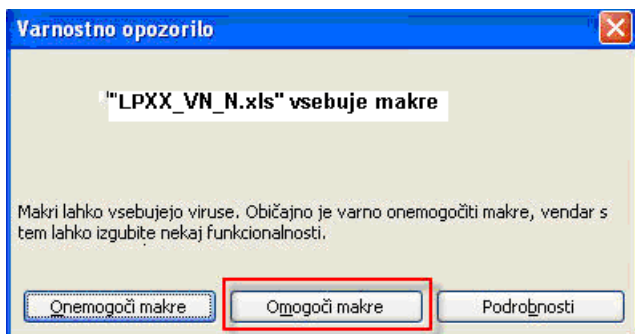 Varnostno opozorilo
""LPXX_VN_N.xls" vsebuje makre
Makri lahko vsebujejo viruse. Običajno je varno onemogočiti makre, vendar s
tem lahko izgubite nekaj funkcionalnosti.
Onemogoči makre Omogoči makre Podrobnosti